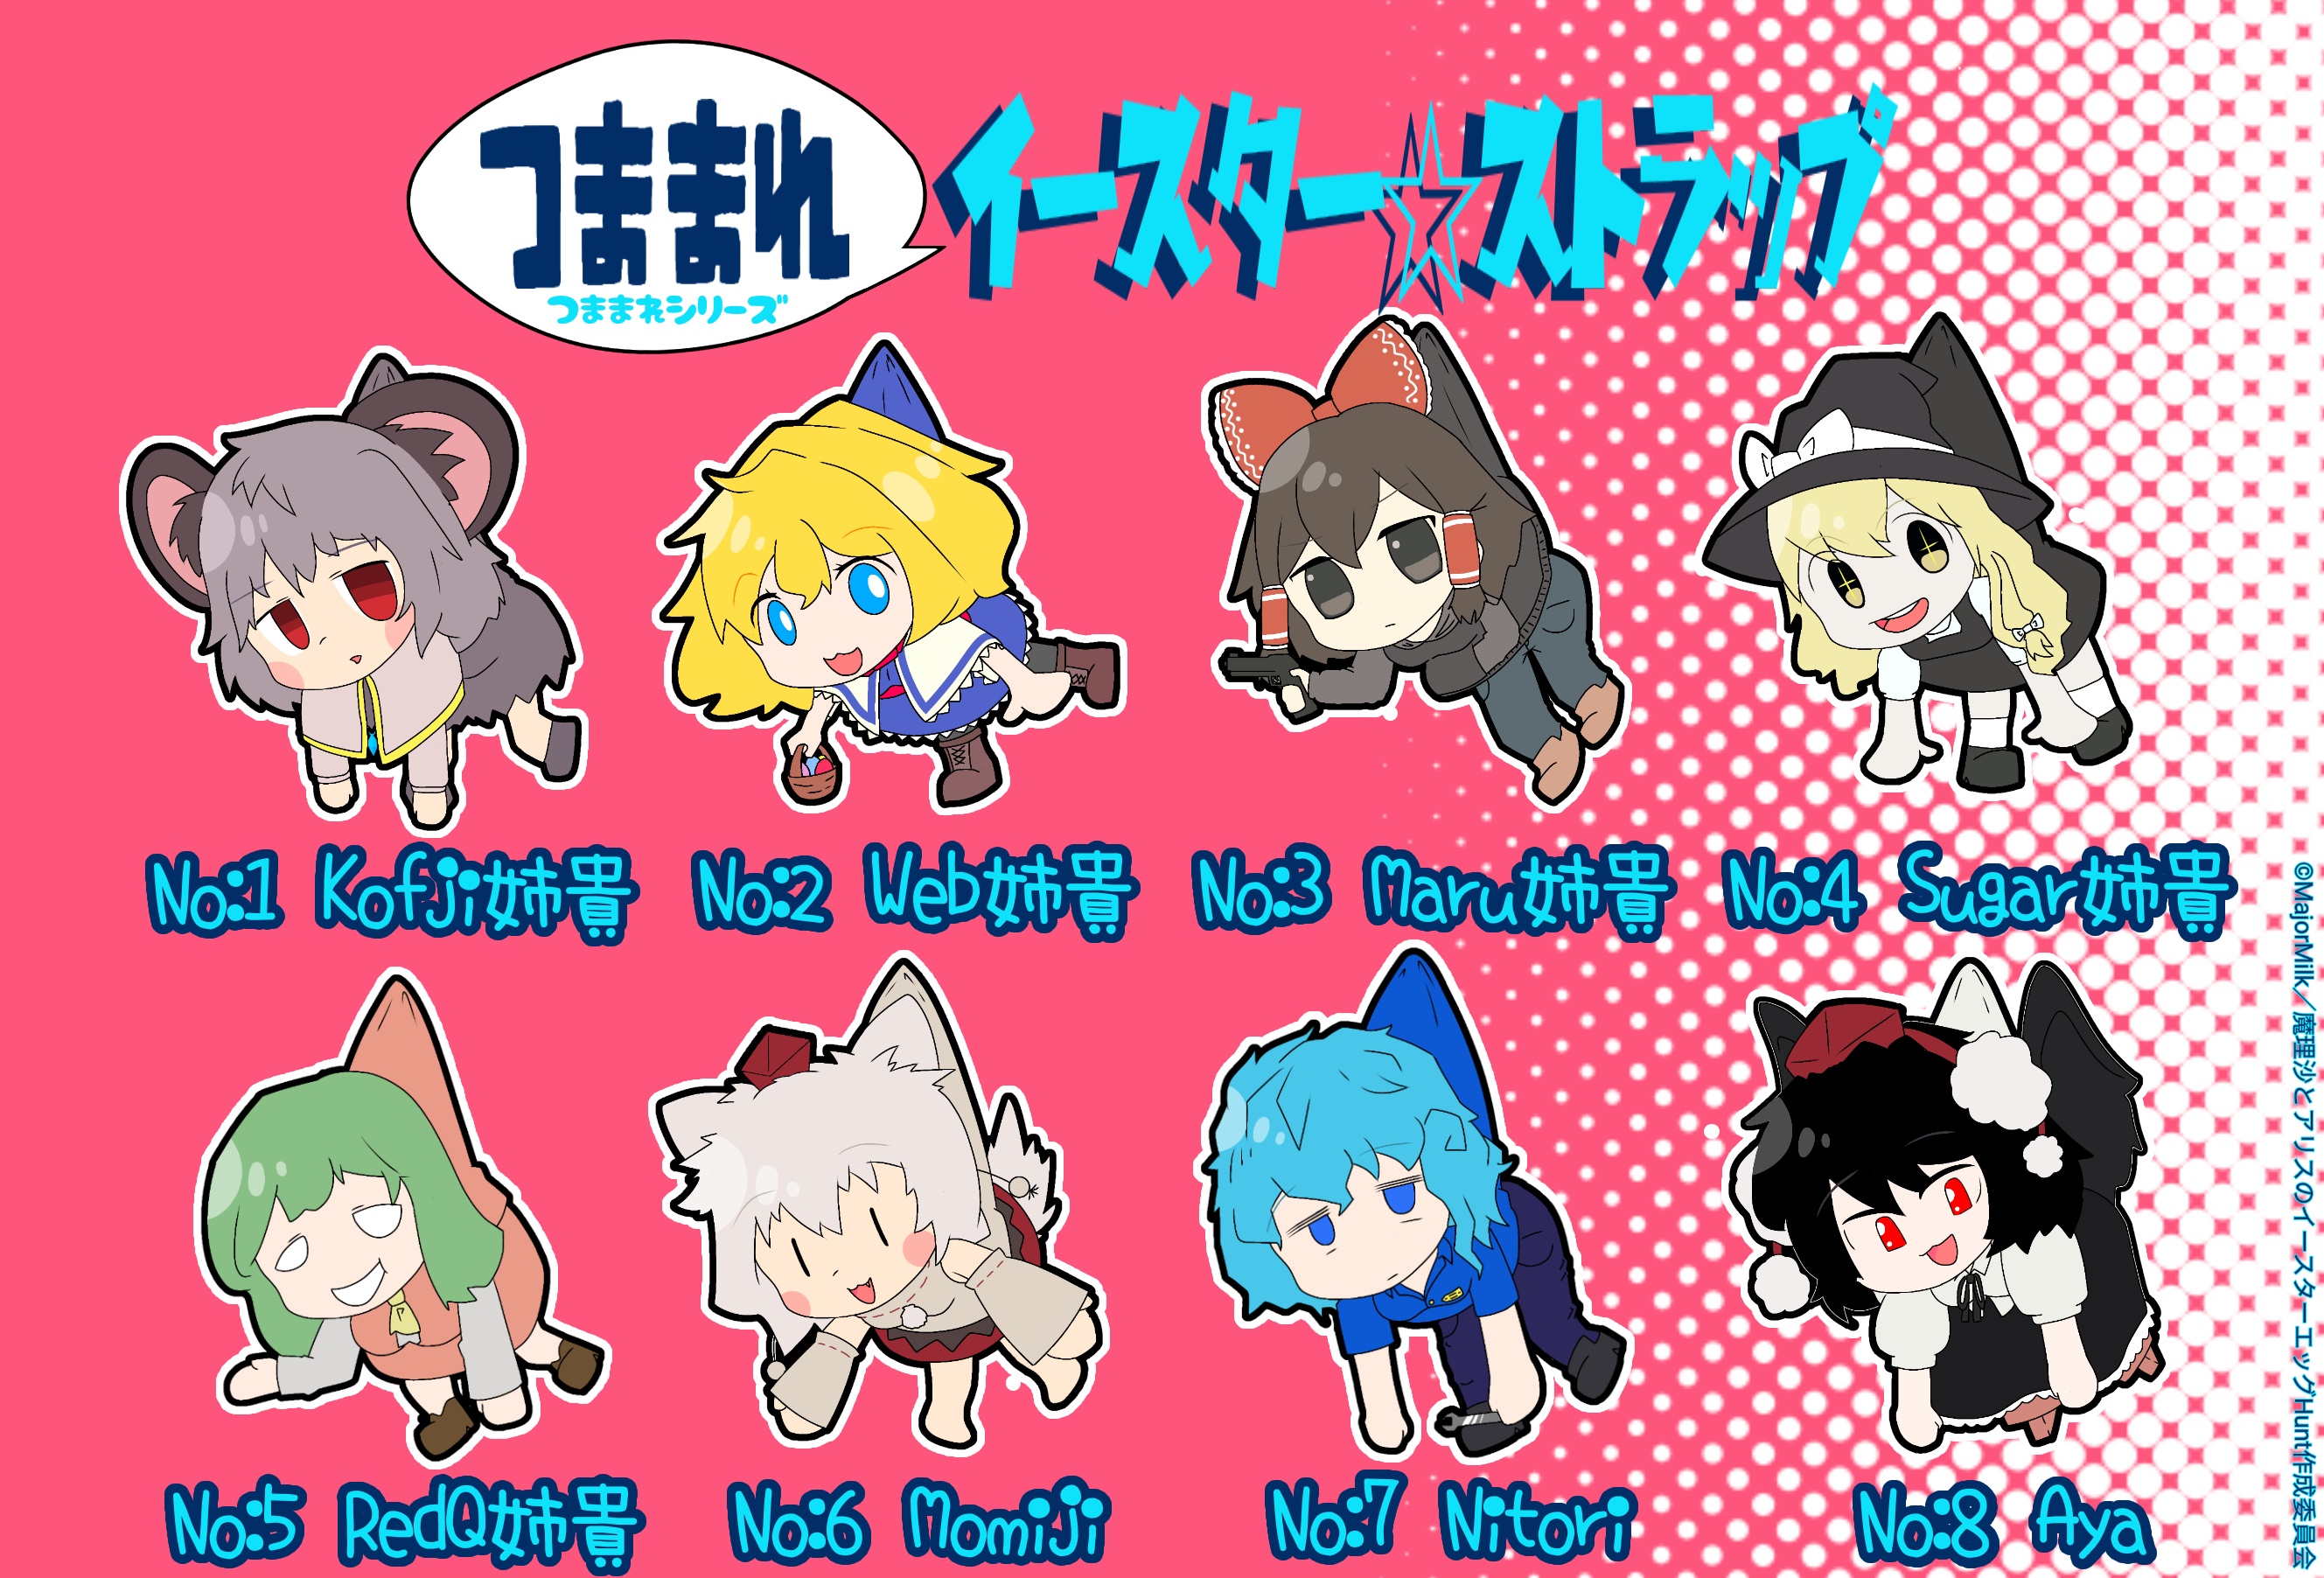 つままれ
つままれシリーズ
イースター☆ストラップ
No:1 Kofji姉貴
No:2 Web姉貴
No:3 Maru姉貴
No:4 Sugar姉貴
No:5 RedQ姉貴
No:6 Momiji
No:7 Nitori
No:8 Aya
©MajorMilk／魔理沙とアリスのイースターエッグHunt作成委員会